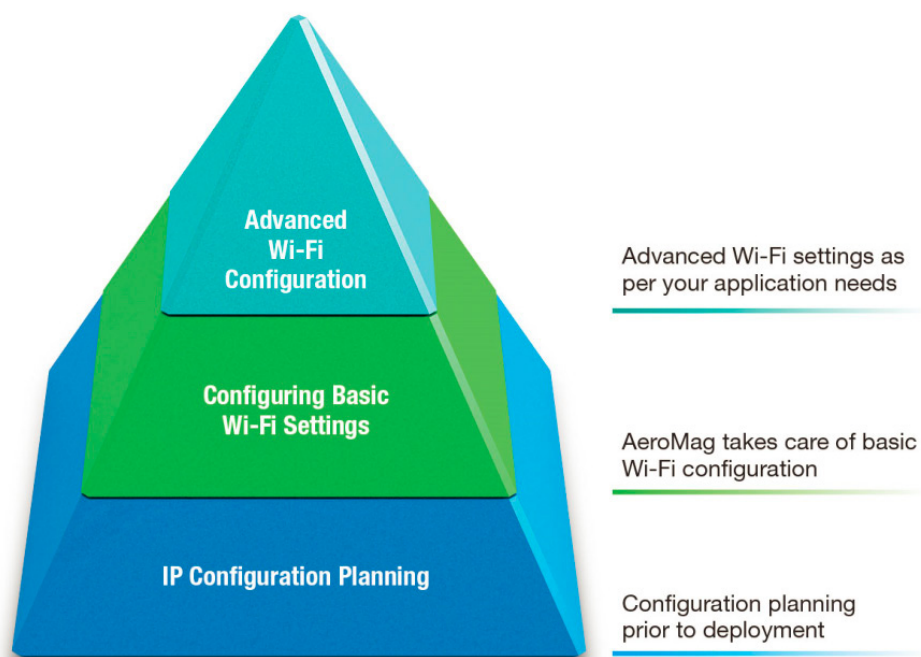 Advanced
Wi-Fi
Configuration
Advanced Wi-Fi settings as
per your application needs
Configuring Basic
Wi-Fi Settings
AeroMag takes care of basic
Wi-Fi configuration
IP Configuration Planning
Configuration planning
prior to deployment